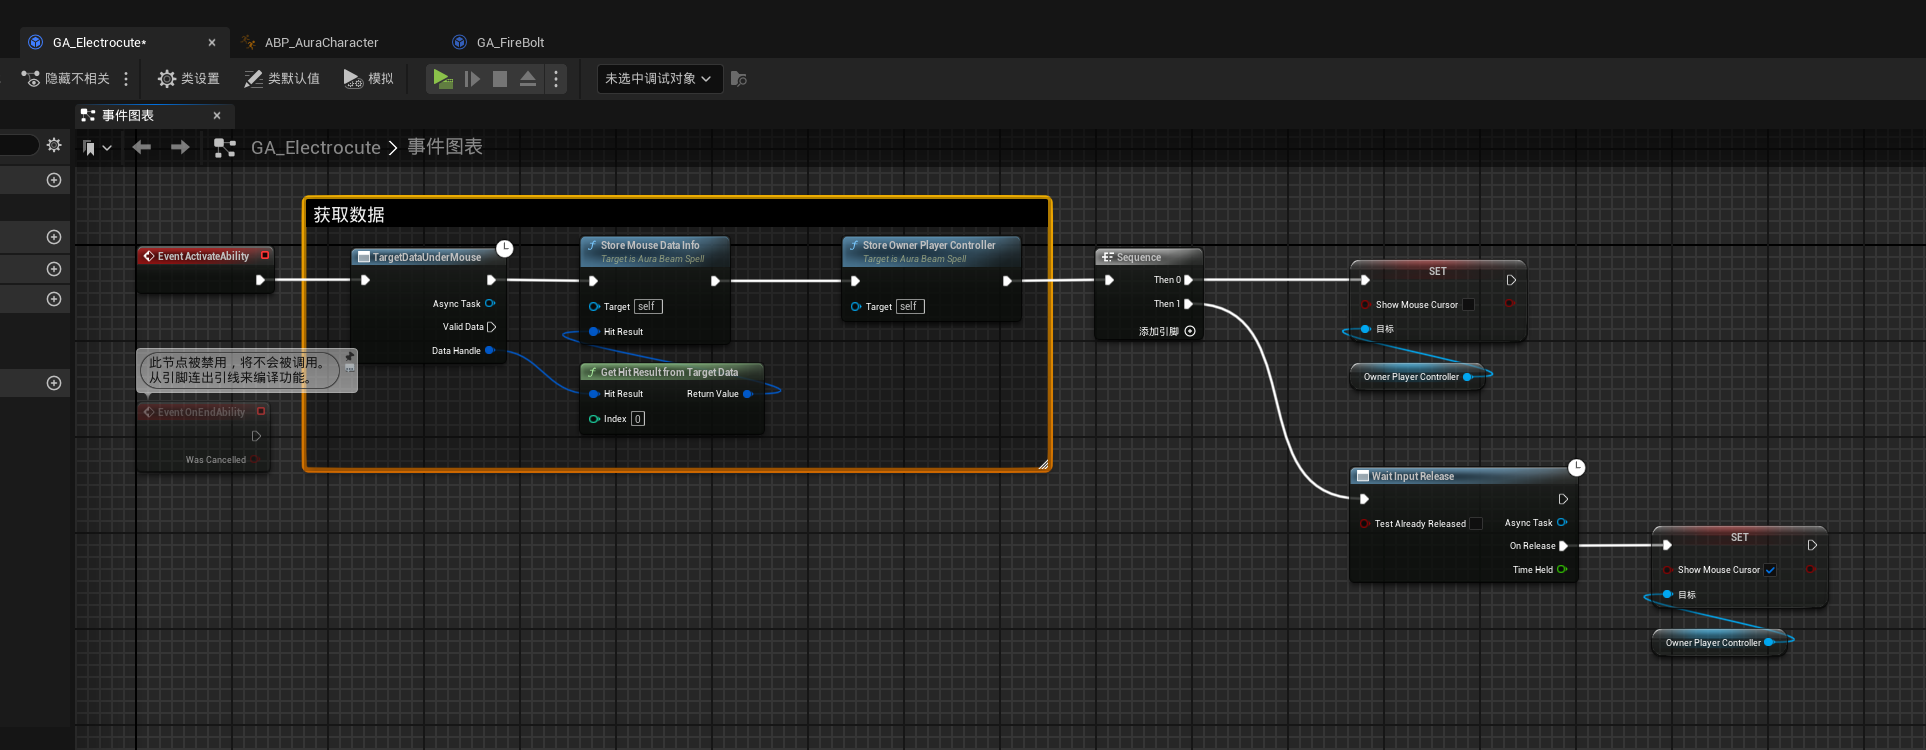 GA_Electrocute*
ABP_AuraCharacter
GA_FireBolt
隐藏不相关
类设置
类默认值
模拟
未选中调试对象
事件图表
GA_Electrocute
事件图表
获取数据
Event ActivateAbility
TargetDataUnderMouse
Async Task
Valid Data
Data Handle
Store Mouse Data Info
Target is Aura Beam Spell
Target self
Hit Result
Get Hit Result from Target Data
Hit Result
Return Value
Index 0
Store Owner Player Controller
Target is Aura Beam Spell
Target self
Sequence
Then 0
Then 1
添加引脚
SET
Show Mouse Cursor
目标
Owner Player Controller
此节点被禁用，将不会被调用。
从引脚连出引线来编译功能。
Event OnEndAbility
Was Cancelled
Wait Input Release
Test Already Released
Async Task
On Release
Time Held
SET
Show Mouse Cursor
目标
Owner Player Controller